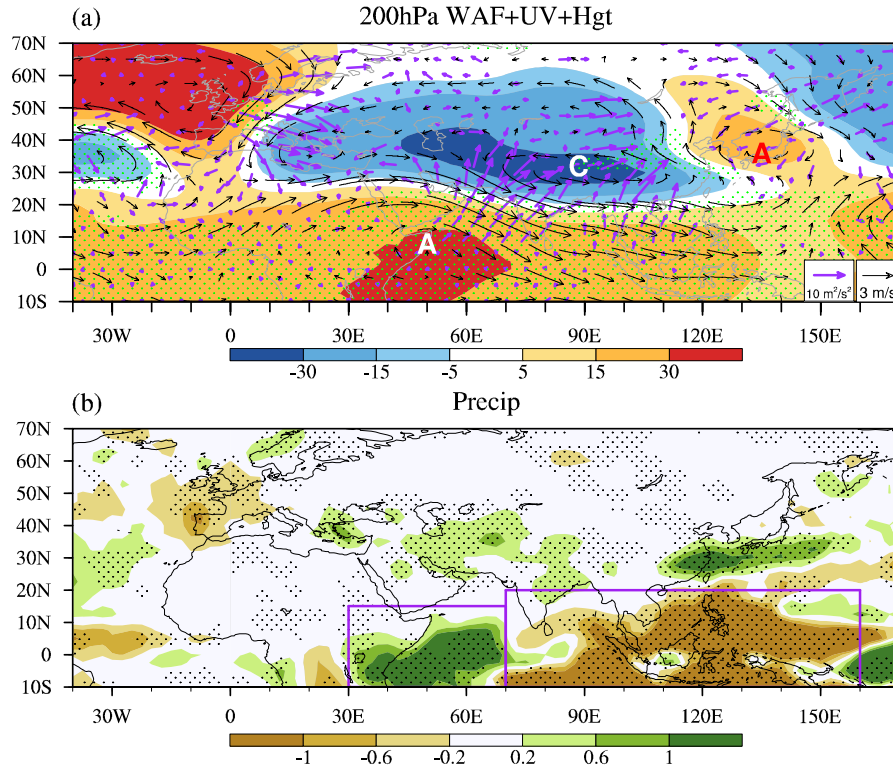 (a) 200hPa WAF+UV+Hgt
70N
60N
50N
40N
30N
20N
10N
0
10S
C
A
A
10 m²/s² 3 m/s
30W 0 30E 60E 90E 120E 150E
-30 -15 -5 5 15 30
(b) Precip
70N
60N
50N
40N
30N
20N
10N
0
10S
30W 0 30E 60E 90E 120E 150E
-1 -0.6 -0.2 0.2 0.6 1